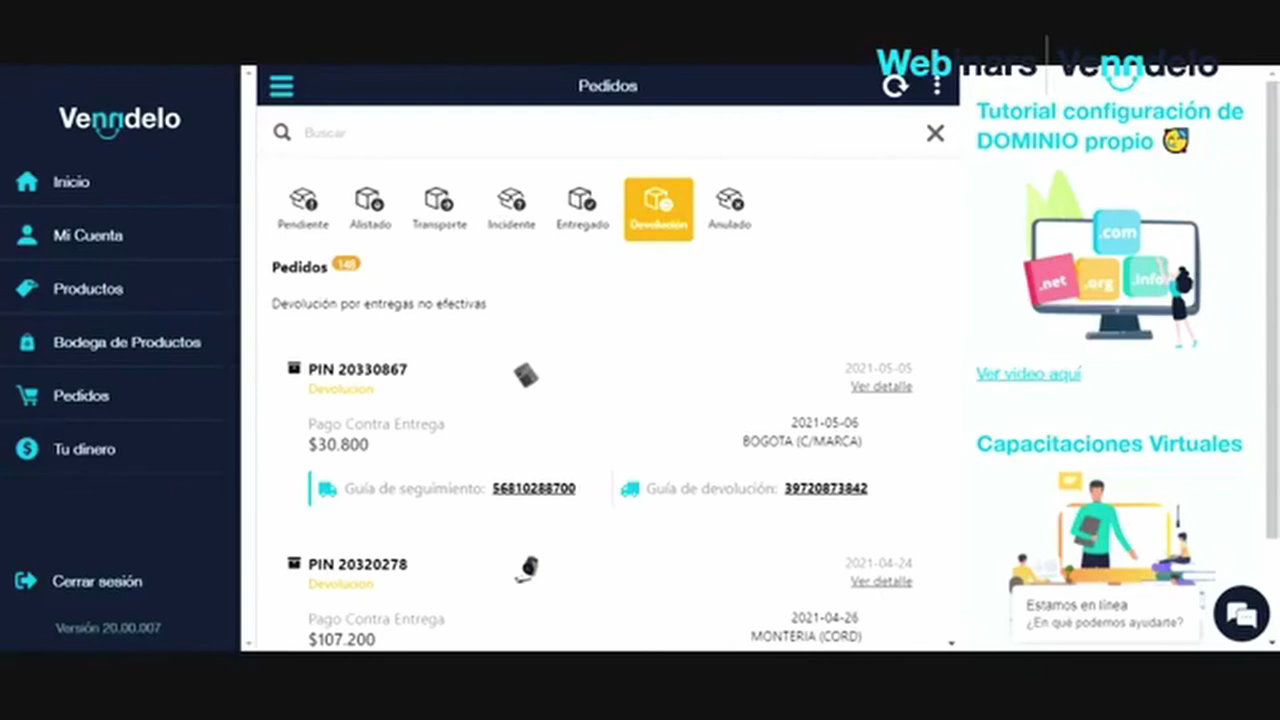 Webinars | Venndelo
Venndelo
Inicio
Mi Cuenta
Productos
Bodega de Productos
Pedidos
Tu dinero
Cerrar sesión
Versión 20.00.007
Pedidos
Buscar
Pendiente
Alistado
Transporte
Incidente
Entregado
Devolución
Anulado
Pedidos 148
Devolución por entregas no efectivas
PIN 20330867
2021-05-05
Devolucion
Ver detalle
Pago Contra Entrega
2021-05-06
$30.800
BOGOTA (C/MARCA)
Guía de seguimiento: 56810288700
Guía de devolución: 39720873842
PIN 20320278
2021-04-24
Devolucion
Ver detalle
Pago Contra Entrega
2021-04-26
$107.200
MONTERIA (CORD)
Tutorial configuración de
DOMINIO propio
.com
.net
.org
.info
Ver video aquí
Capacitaciones Virtuales
Estamos en línea
¿En qué podemos ayudarte?